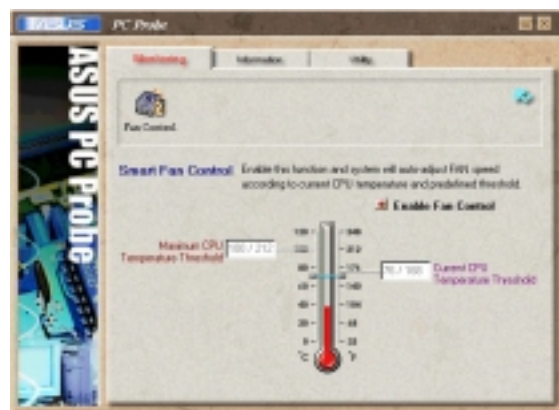 ASUS PC Probe
Monitoring Information Utility
ASUS PC Probe
Fan Control
Smart Fan Control Enable this function and system will auto-adjust FAN speed
according to current CPU temperature and predefined threshold.
Enable Fan Control
Maximum CPU
Temperature Threshold
100 / 212
Current CPU
Temperature Threshold
°C °F